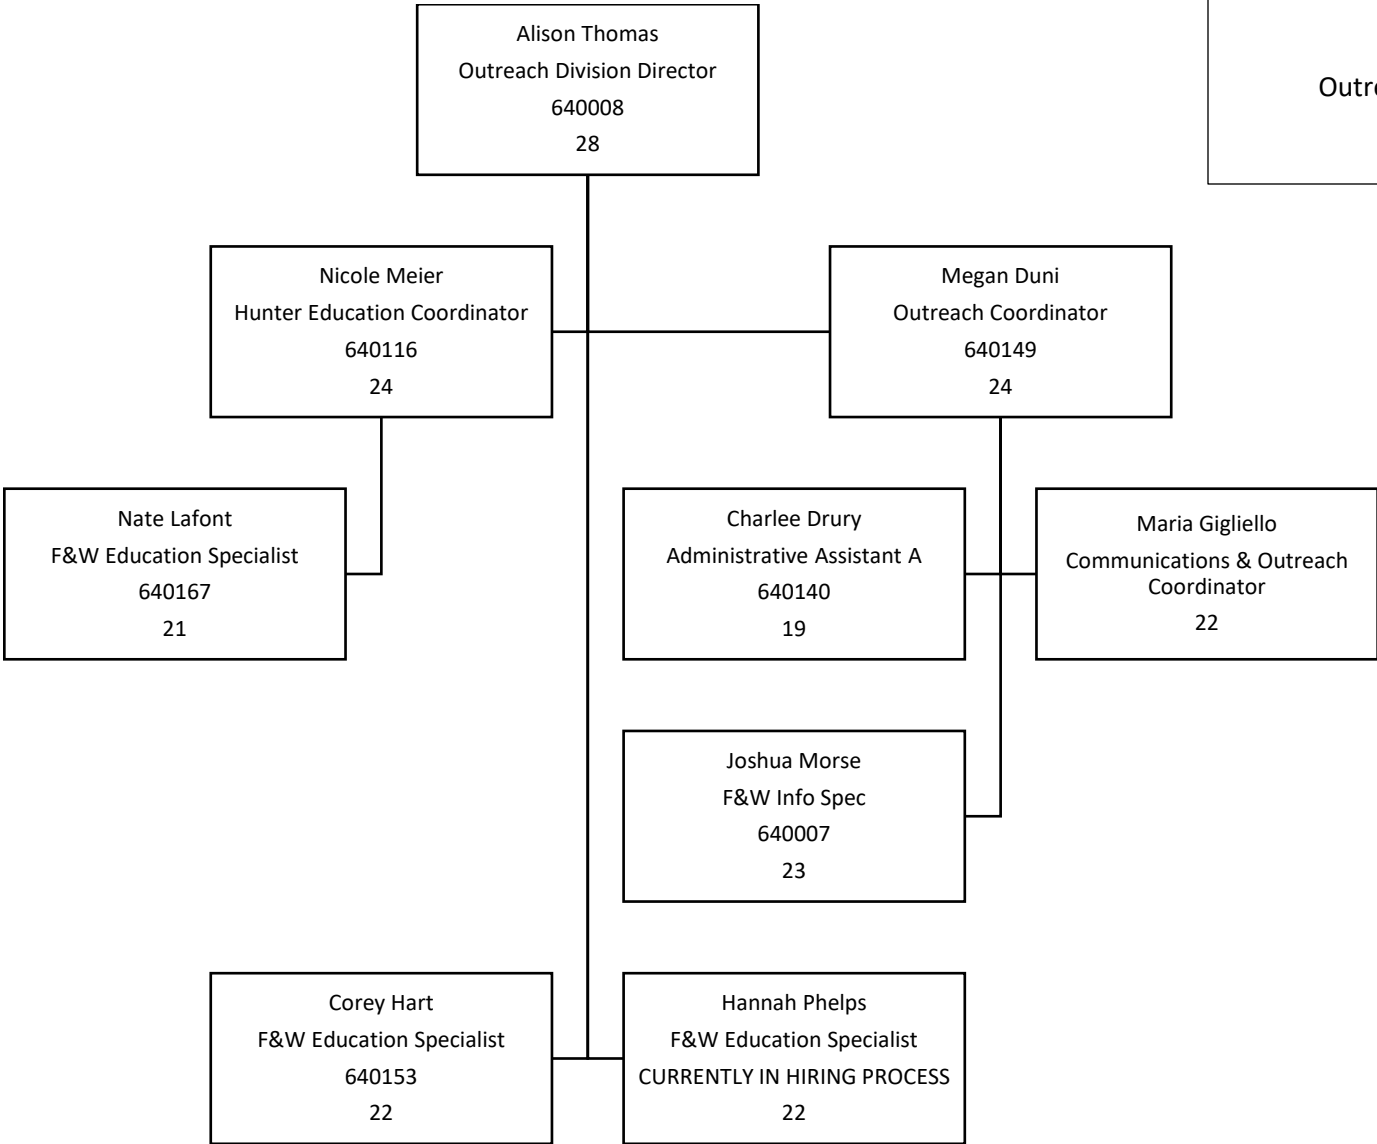 Alison Thomas
Outreach Division Director
640008
28
Nicole Meier
Hunter Education Coordinator
640116
24
Megan Duni
Outreach Coordinator
640149
24
Nate Lafont
F&W Education Specialist
640167
21
Charlee Drury
Administrative Assistant A
640140
19
Maria Gigliello
Communications & Outreach
Coordinator
22
Joshua Morse
F&W Info Spec
640007
23
Corey Hart
F&W Education Specialist
640153
22
Hannah Phelps
F&W Education Specialist
CURRENTLY IN HIRING PROCESS
22